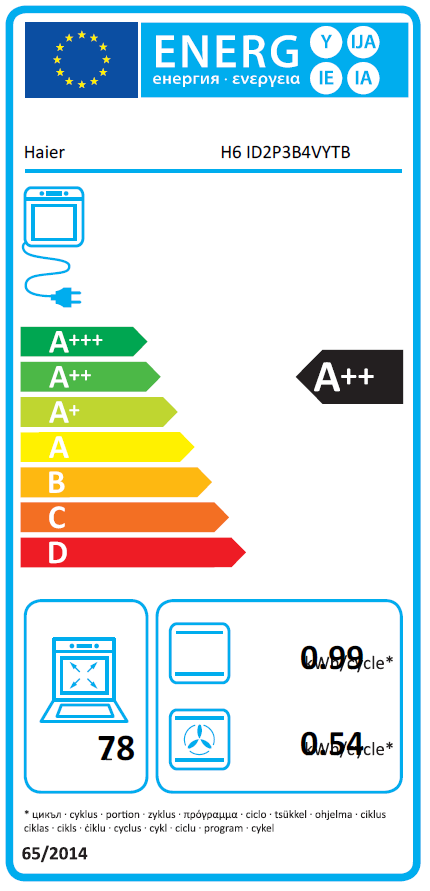 ENERG Y IJA
енергия · ενεργεια IE IA
Haier H6 ID2P3B4VYTB
A+++
A++
A++
A+
A
B
C
D
0.99
kWh/cycle*
0.54
kWh/cycle*
78
* цикъл · cyklus · portion · zyklus · πρόγραμμα · ciclo · tsükkel · ohjelma · ciklus
ciklas · cikls · ċiklu · cyclus · cykl · ciclu · program · cykel
65/2014